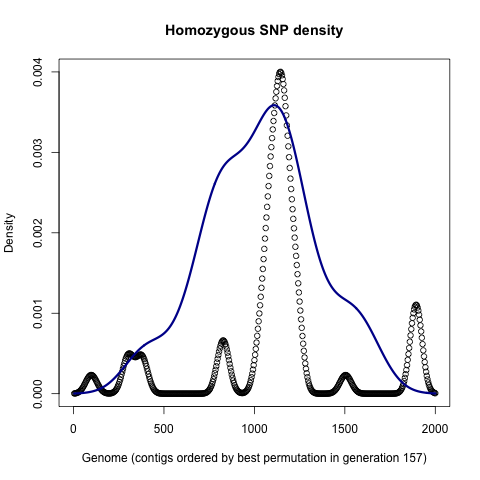 Homozygous SNP density
0.004
0.003
0.002
0.001
0.000
Density
0 500 1000 1500 2000
Genome (contigs ordered by best permutation in generation 157)